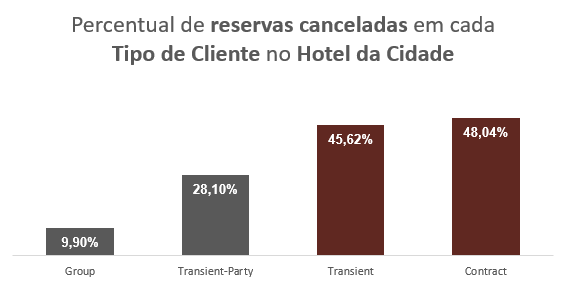 Percentual de reservas canceladas em cada
Tipo de Cliente no Hotel da Cidade
9,90%
28,10%
45,62%
48,04%
Group
Transient-Party
Transient
Contract